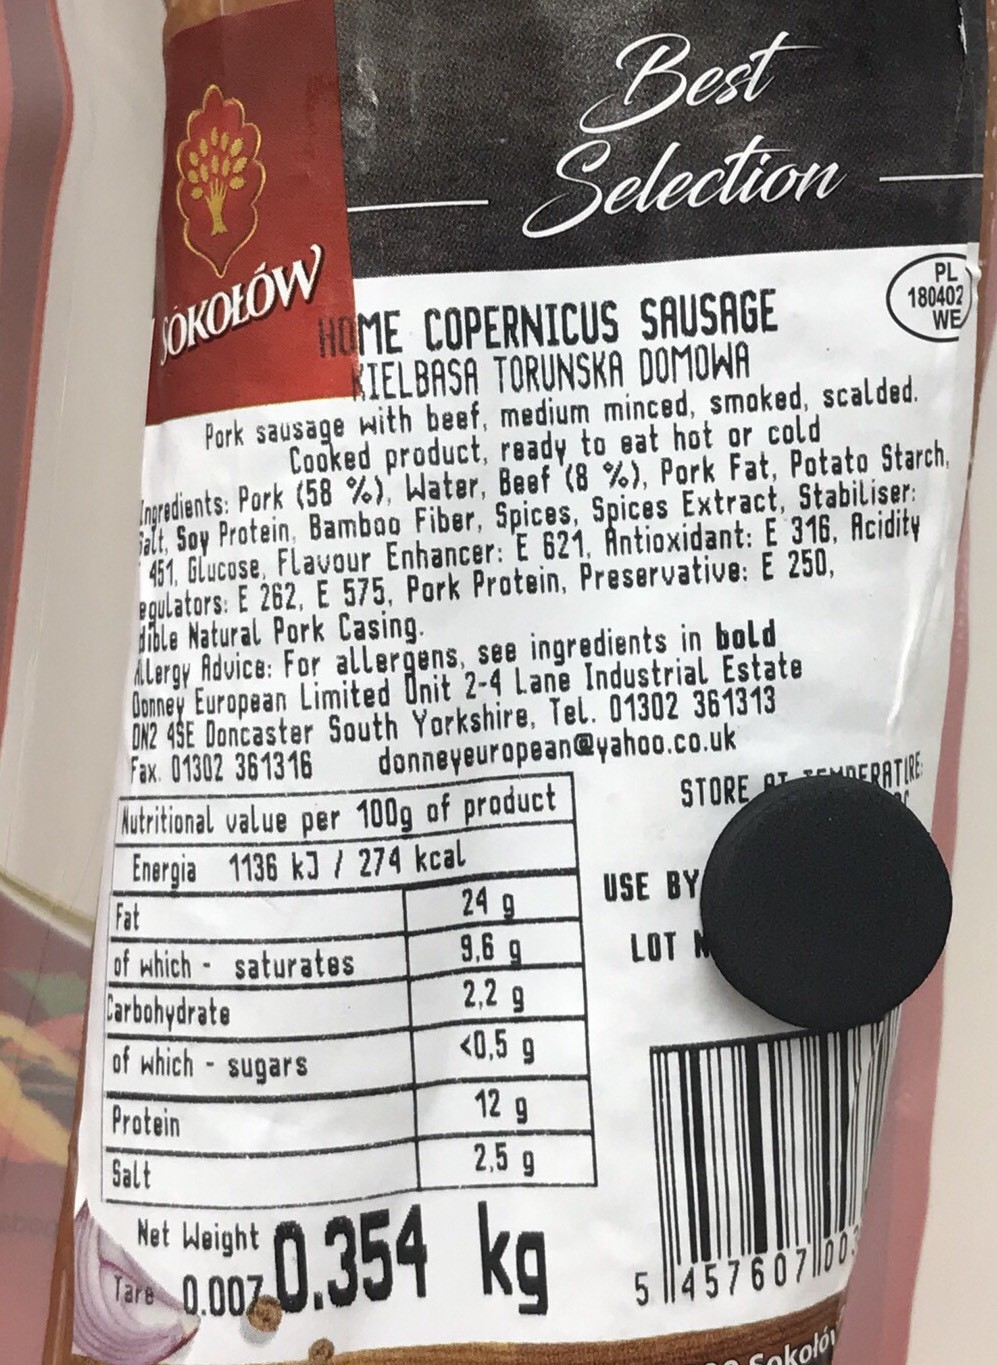 Best
Selection
SOKOŁÓW
PL
180402
WE
HOME COPERNICUS SAUSAGE
KIELBASA TORUNSKA DOMOWA
Pork sausage with beef, medium minced, smoked, scalded.
Cooked product, ready to eat hot or cold
Ingredients: Pork (58 %), Water, Beef (8 %), Pork Fat, Potato Starch,
Salt, Soy Protein, Bamboo Fiber, Spices, Spices Extract, Stabiliser:
451, Glucose, Flavour Enhancer: E 621, Antioxidant: E 316, Acidity
egulators: E 262, E 575, Pork Protein, Preservative: E 250,
dible Natural Pork Casing.
Allergy Advice: For allergens, see ingredients in bold
Donney European Limited Unit 2-4 Lane Industrial Estate
DN2 4SE Doncaster South Yorkshire, Tel. 01302 361313
Fax. 01302 361316 donneyeuropean@yahoo.co.uk
STORE AT TEMPERATURE:
Nutritional value per 100g of product
Energia 1136 kJ / 274 kcal
Fat 24 g
of which - saturates 9,6 g
Carbohydrate 2,2 g
of which - sugars <0,5 g
Protein 12 g
Salt 2,5 g
USE BY
LOT N
Net Weight 0.354 kg
Tare 0.007
5 457607 003
Sokołów